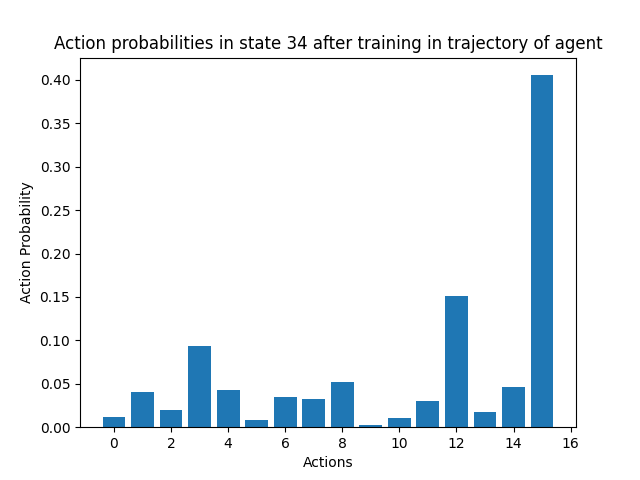 Action probabilities in state 34 after training in trajectory of agent
0.40
0.35
0.30
0.25
0.20
0.15
0.10
0.05
0.00
Action Probability
0 2 4 6 8 10 12 14 16
Actions